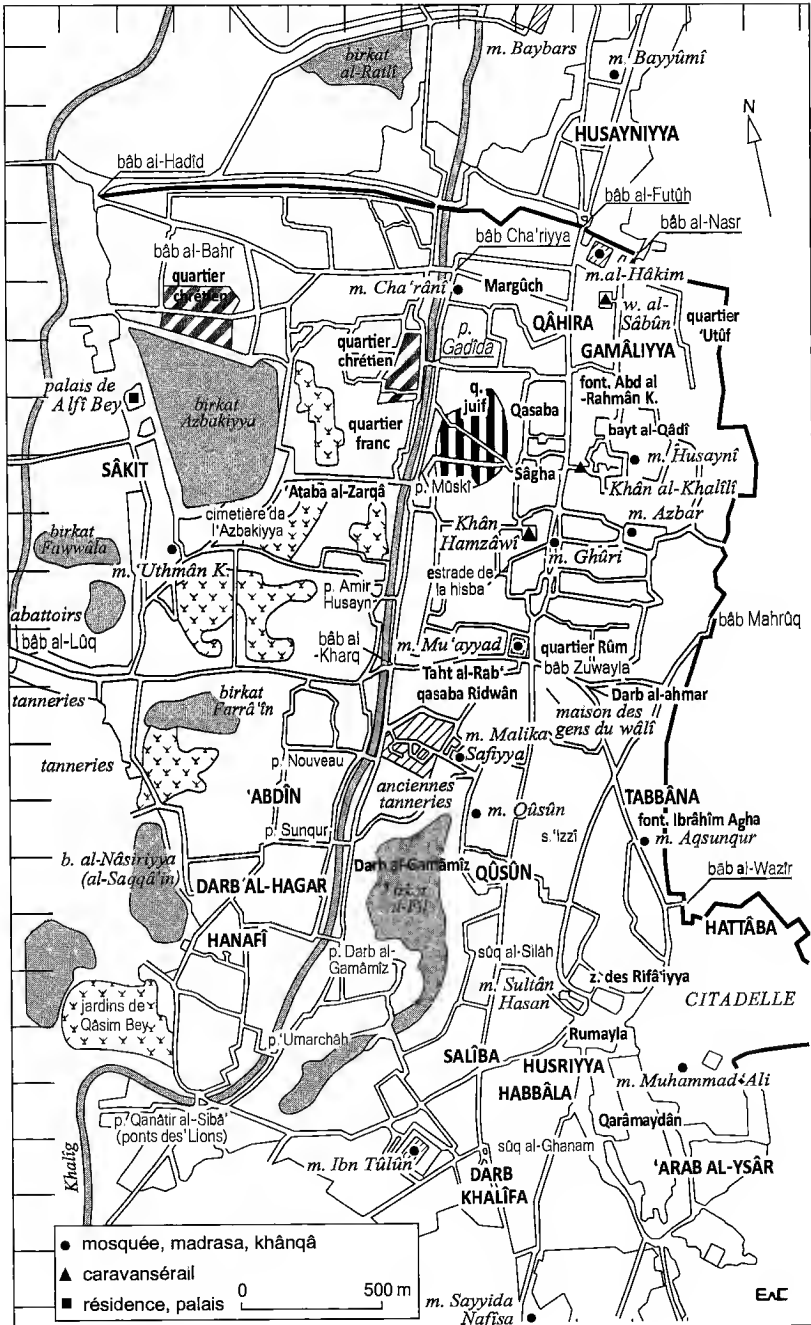 birkat
al-Ratlî
m. Baybars
m. Bayyûmî
N
HUSAYNIYYA
bâb al-Hadîd
bâb al-Futûh
bâb al-Nasr
bâb al-Bahr
bâb Cha'riyya
quartier
chrétien
m. Cha'rânî
Margûch
m.al-Hâkim
w. al-
Sâbûn
QÂHIRA
quartier
'Utûf
GAMÂLIYYA
quartier
chrétien
p.
Gadîda
palais de
Alfî Bey
birkat
Azbakiyya
font. Abd al
-Rahmân K.
q.
juif
Qasaba
bayt al-Qâdî
quartier
franc
m. Husaynî
SÂKIT
Sâgha
Khân al-Khalîlî
p. Mûskî
'Ataba al-Zarqâ
cimetière de
l'Azbakiyya
Khân
Hamzâwî
m. Azbar
birkat
Fawwâla
m. 'Uthmân K.
m. Ghûri
estrade de
la hisba
p. Amir
Husayn
abattoirs
bâb al-Lûq
bâb al
-Kharq
m. Mu'ayyad
quartier Rûm
bâb Mahrûq
bâb Zuwayla
Taht al-Rab'
qasaba Ridwân
Darb al-ahmar
tanneries
birkat
Farrâ'în
maison des
gens du wâlî
m. Malika
Safiyya
tanneries
p. Nouveau
anciennes
tanneries
'ABDÎN
TABBÂNA
m. Qûsûn
font. Ibrâhîm Agha
p. Sunqur
s. 'Izzî
m. Aqsunqur
b. al-Nâsiriyya
(al-Saqqâ'in)
Darb al-Gamâmîz
QÛSÛN
bâb al-Wazîr
DARB AL-HAGAR
al-Fîl
HATTÂBA
HANAFÎ
p. Darb al-
Gamâmîz
sûq al-Silâh
z. des Rifâ'iyya
m. Sultân
Hasan
CITADELLE
jardins de
Qâsim Bey
p. 'Umarchâh
Rumayla
SALÎBA
HUSRIYYA
HABBÂLA
m. Muhammad 'Ali
p. Qanâtir al-Sibâ'
(ponts des Lions)
Qarâmaydân
Khalîg
sûq al-Ghanam
m. Ibn Tûlûn
DARB
KHALÎFA
'ARAB AL-YSÂR
mosquée, madrasa, khânqâ
caravansérail
résidence, palais
0 500 m
m. Sayyida
Nafîsa
EAC